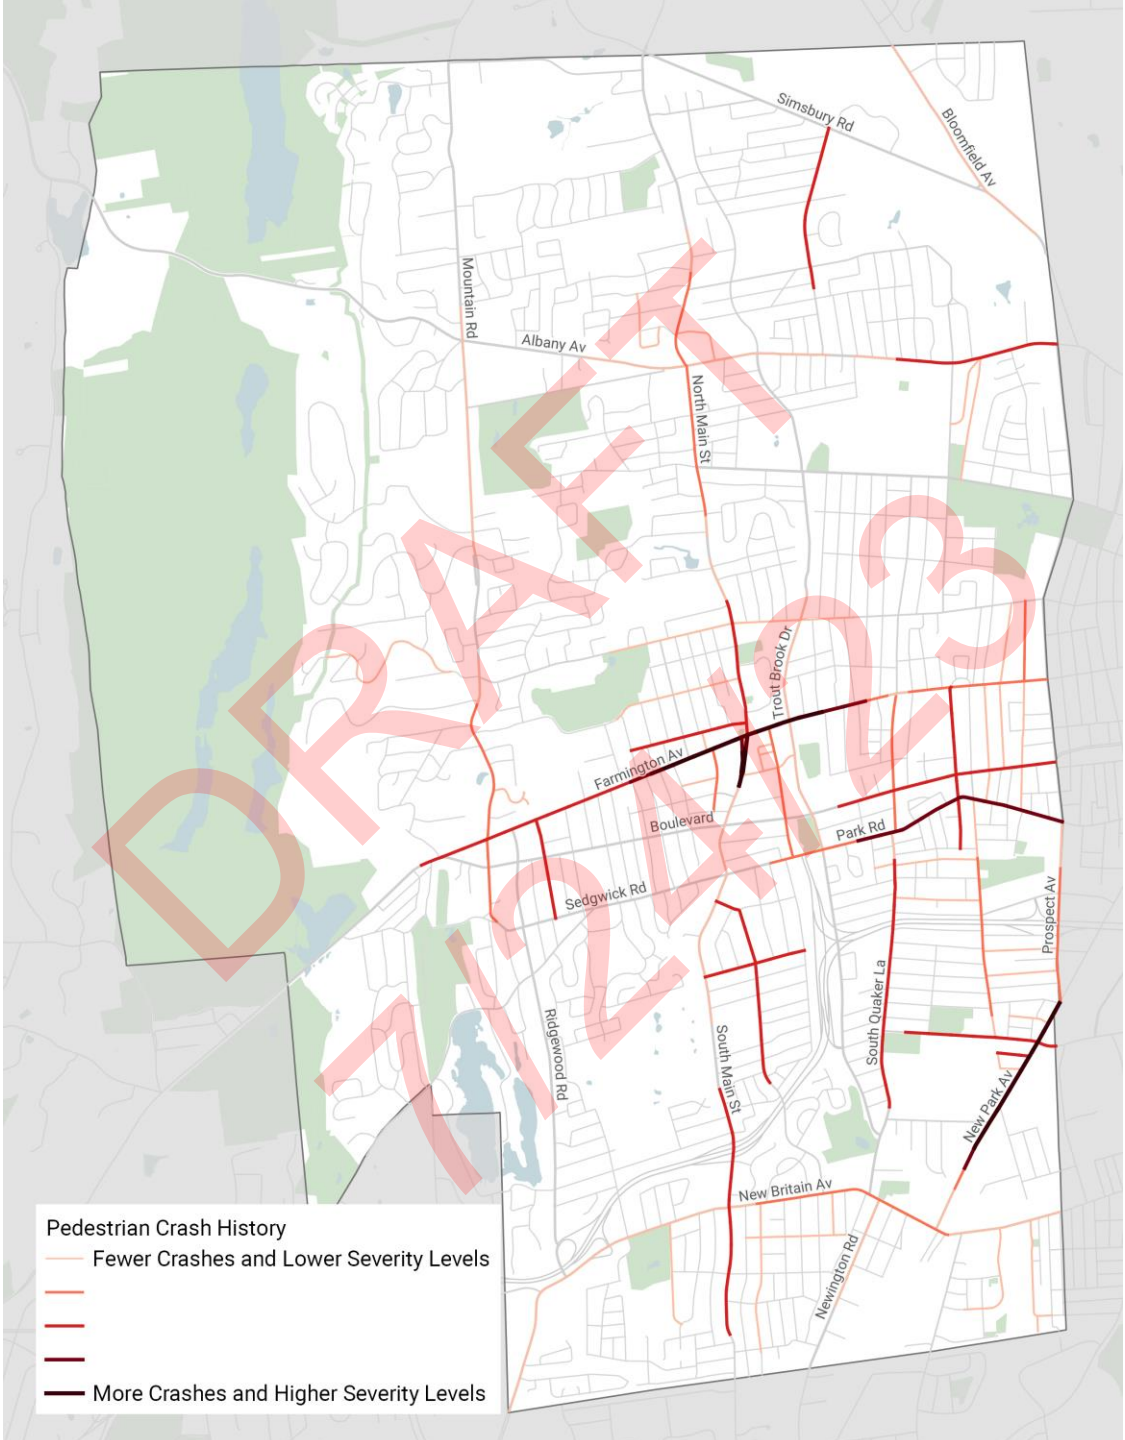 Simsbury Rd
Bloomfield Av
Mountain Rd
Albany Av
North Main St
Trout Brook Dr
Farmington Av
Boulevard
Park Rd
Sedgwick Rd
Prospect Av
South Quaker La
Ridgewood Rd
South Main St
New Park Av
New Britain Av
Newington Rd
DRAFT
7/24/23
Pedestrian Crash History
Fewer Crashes and Lower Severity Levels
More Crashes and Higher Severity Levels